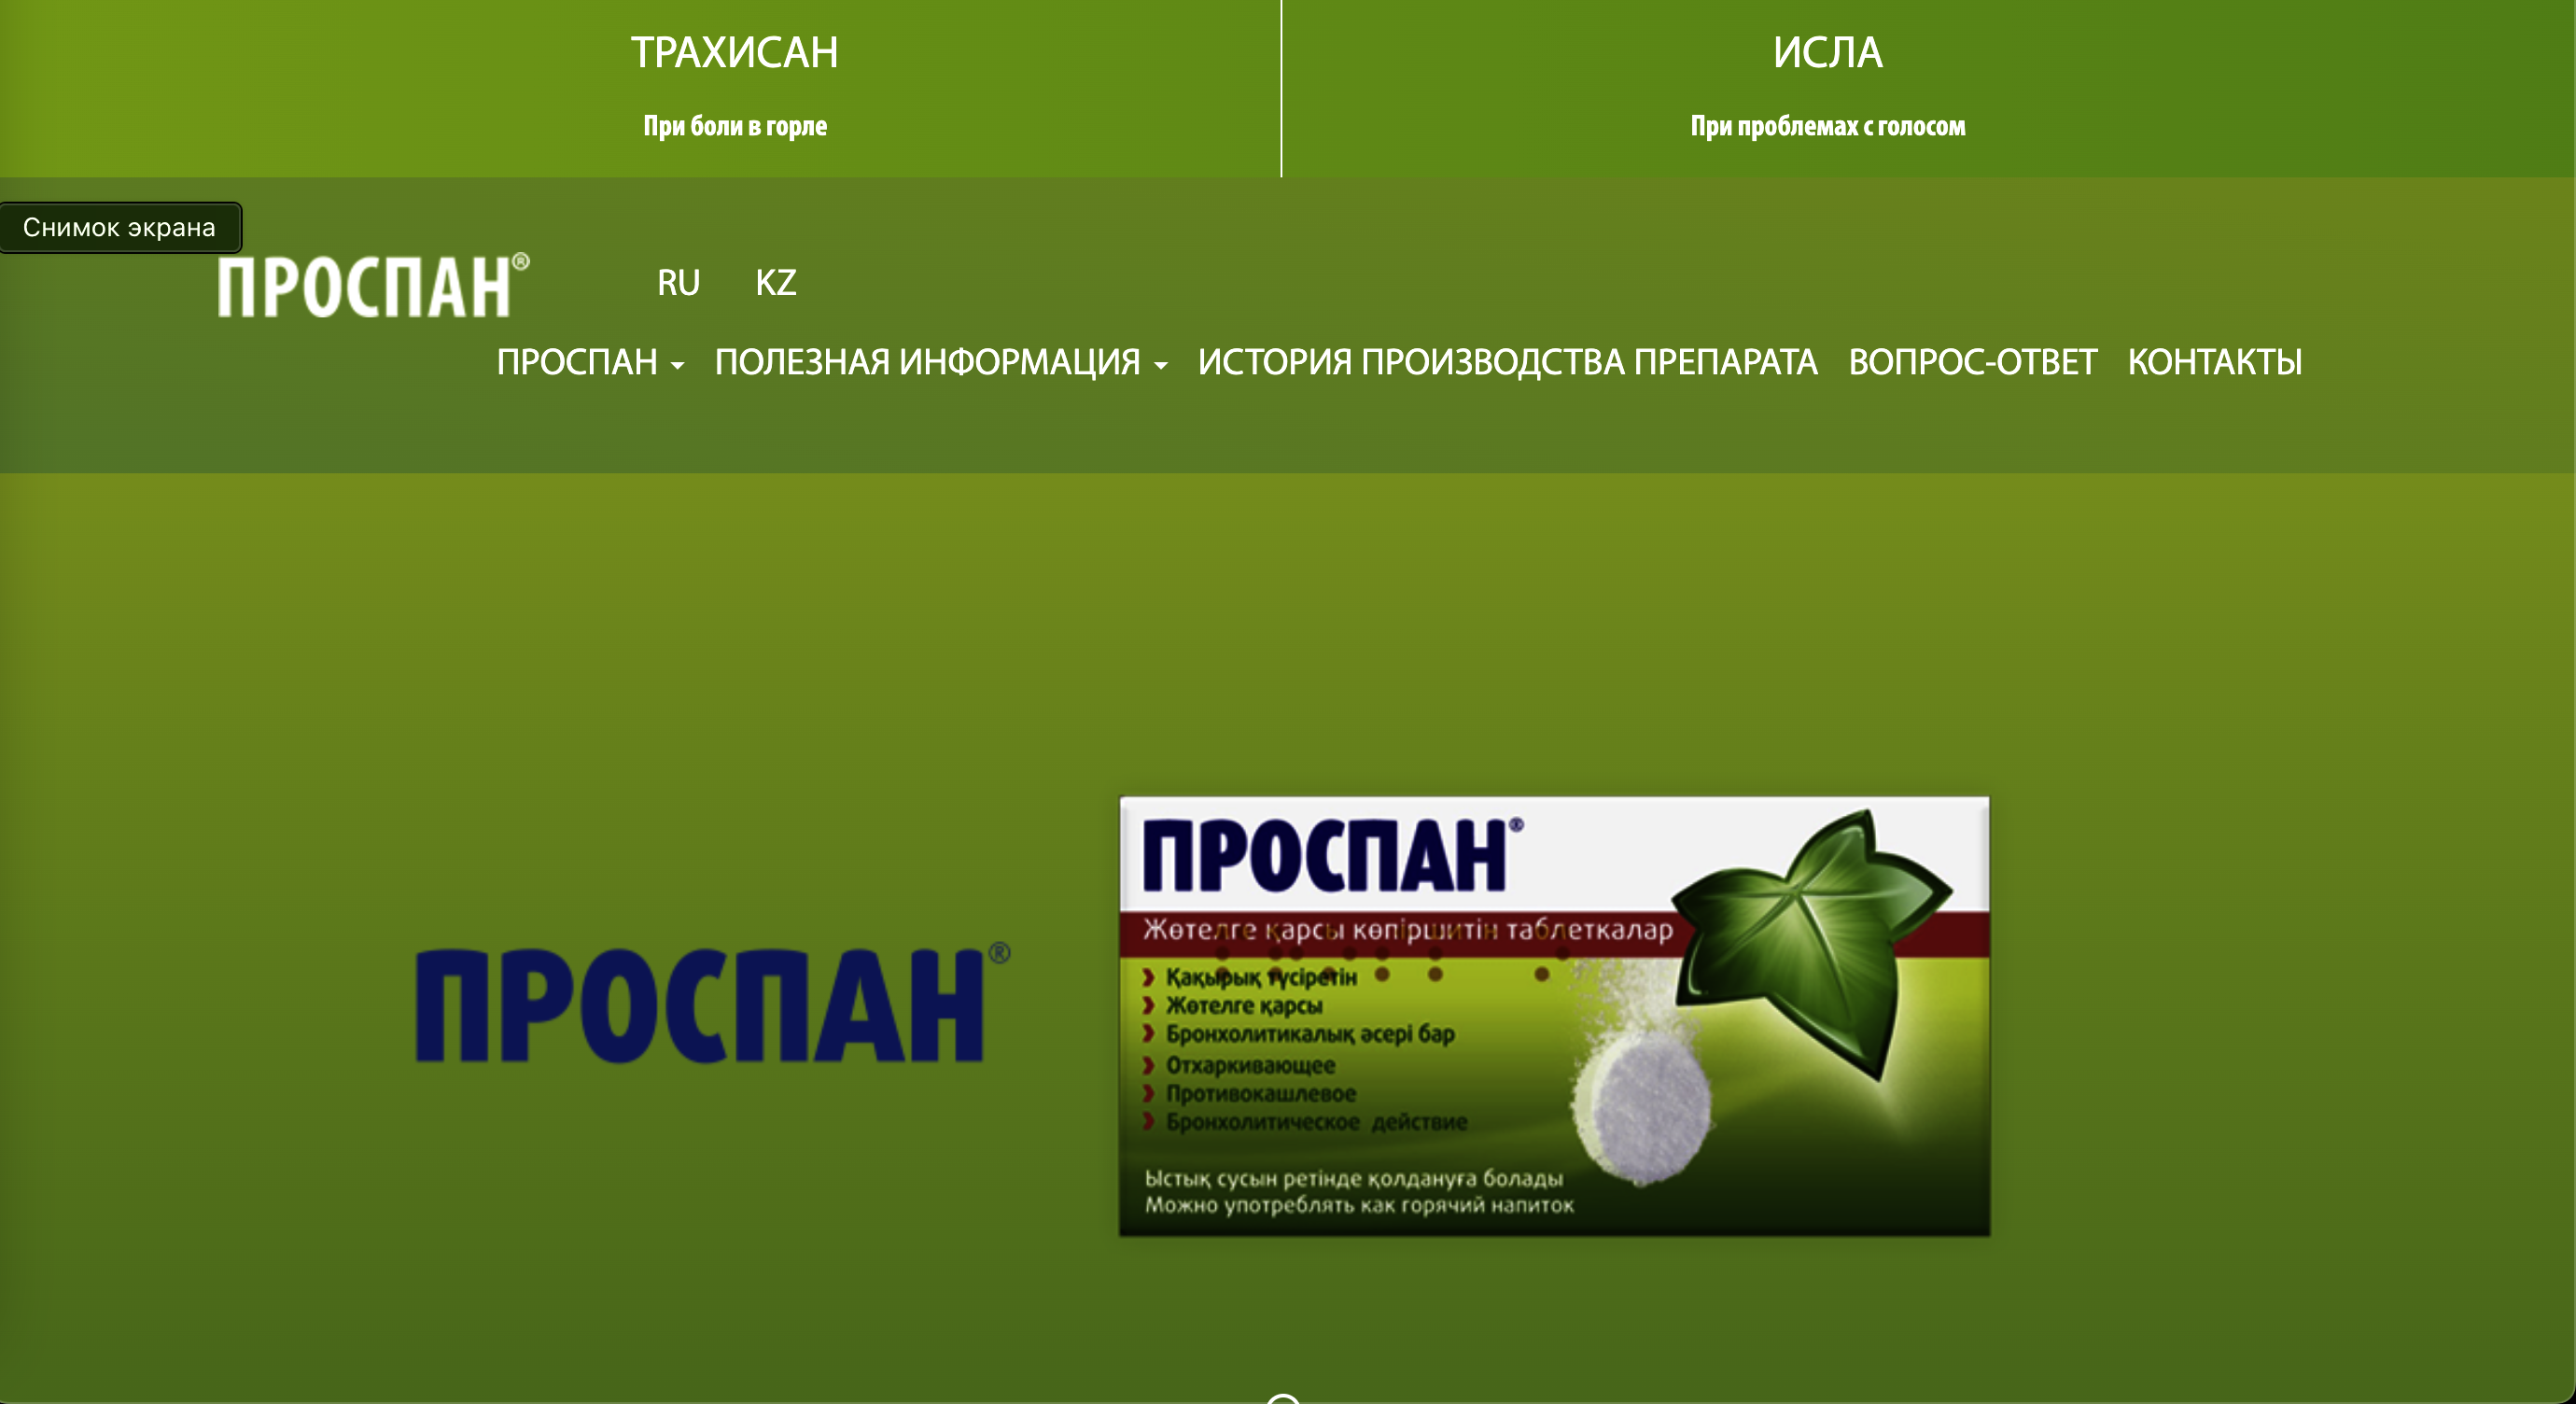 ТРАХИСАН
При боли в горле
ИСЛА
При проблемах с голосом
Снимок экрана
ПРОСПАН®
RU KZ
ПРОСПАН ПОЛЕЗНАЯ ИНФОРМАЦИЯ ИСТОРИЯ ПРОИЗВОДСТВА ПРЕПАРАТА ВОПРОС-ОТВЕТ КОНТАКТЫ
ПРОСПАН®
ПРОСПАН®
Жөтелге қарсы көпіршитін таблеткалар
Қақырық түсіретін
Жөтелге қарсы
Бронхолитикалық әсері бар
Отхаркивающее
Противокашлевое
Бронхолитическое действие
Ыстық сусын ретінде қолдануға болады
Можно употреблять как горячий напиток